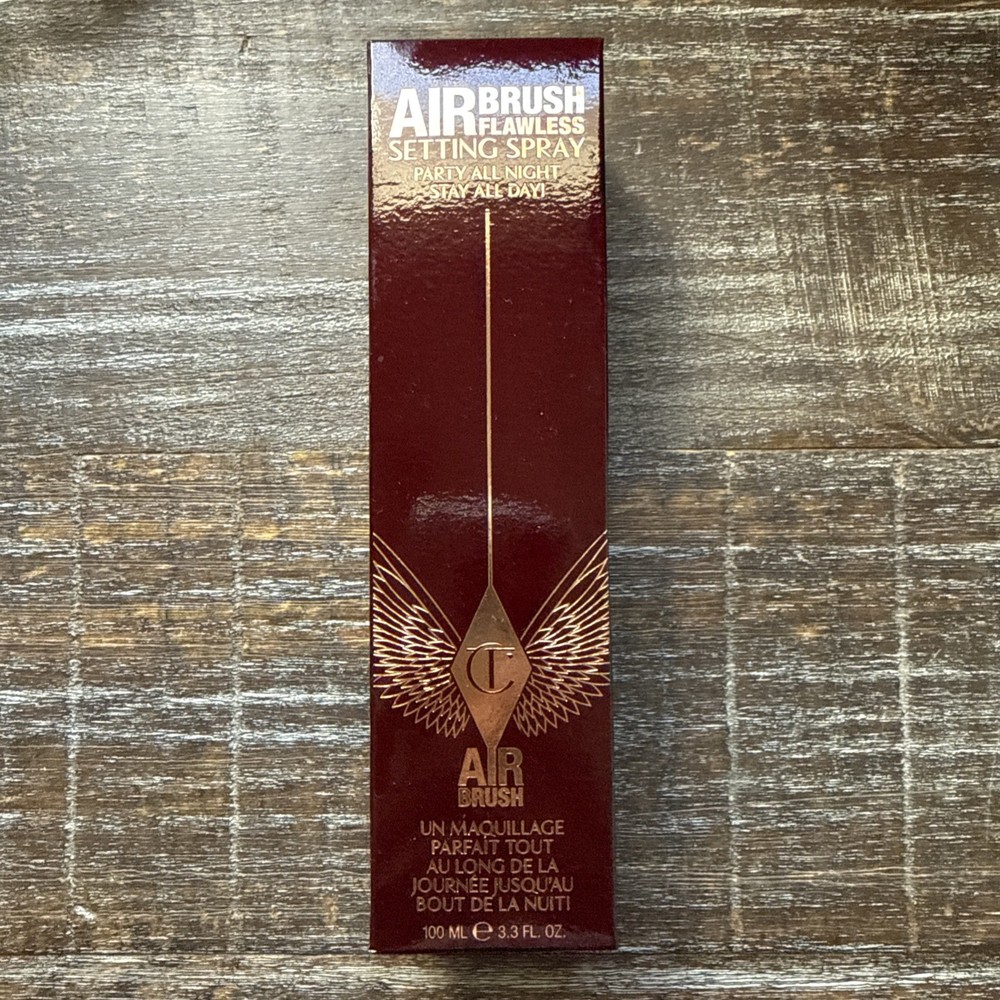 AIRBRUSH
FLAWLESS
SETTING SPRAY
PARTY ALL NIGHT
STAY ALL DAY!
CT
AIR
BRUSH
UN MAQUILLAGE
PARFAIT TOUT
AU LONG DE LA
JOURNÉE JUSQU'AU
BOUT DE LA NUIT!
100 ML e 3.3 FL. OZ.